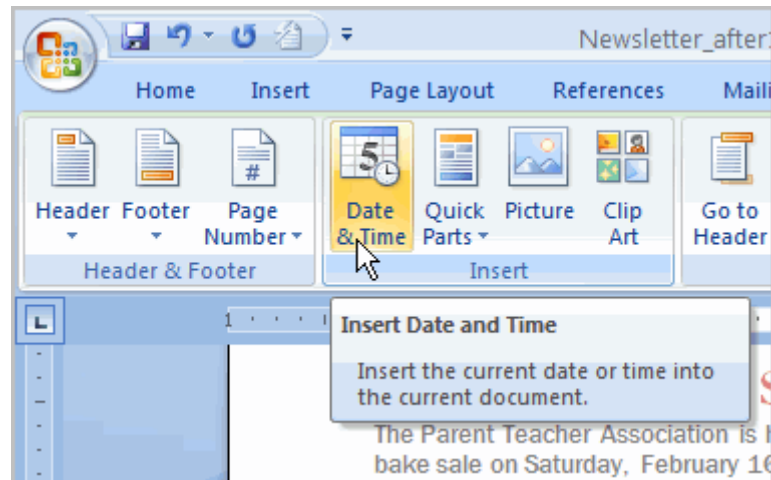 Newsletter_after
Home Insert Page Layout References
Header Footer Page Number Date & Time Quick Parts Picture Clip Art Go to Header
Header & Footer Insert
L 1
Insert Date and Time
Insert the current date or time into
the current document.
The Parent Teacher Association is
bake sale on Saturday, February 16